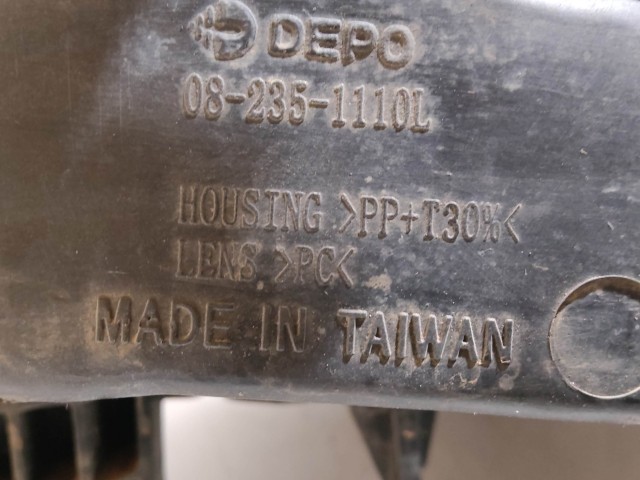 DEPO
08-235-1110L
HOUSING >PP+T30%<
LENS >PC<
MADE IN TAIWAN